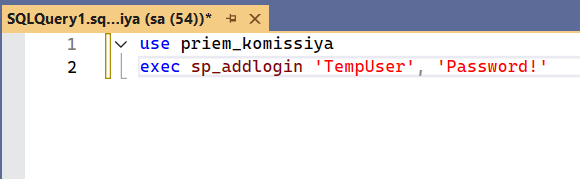 SQLQuery1.sq...iya (sa (54))*
1 use priem_komissiya
2 exec sp_addlogin 'TempUser', 'Password!'